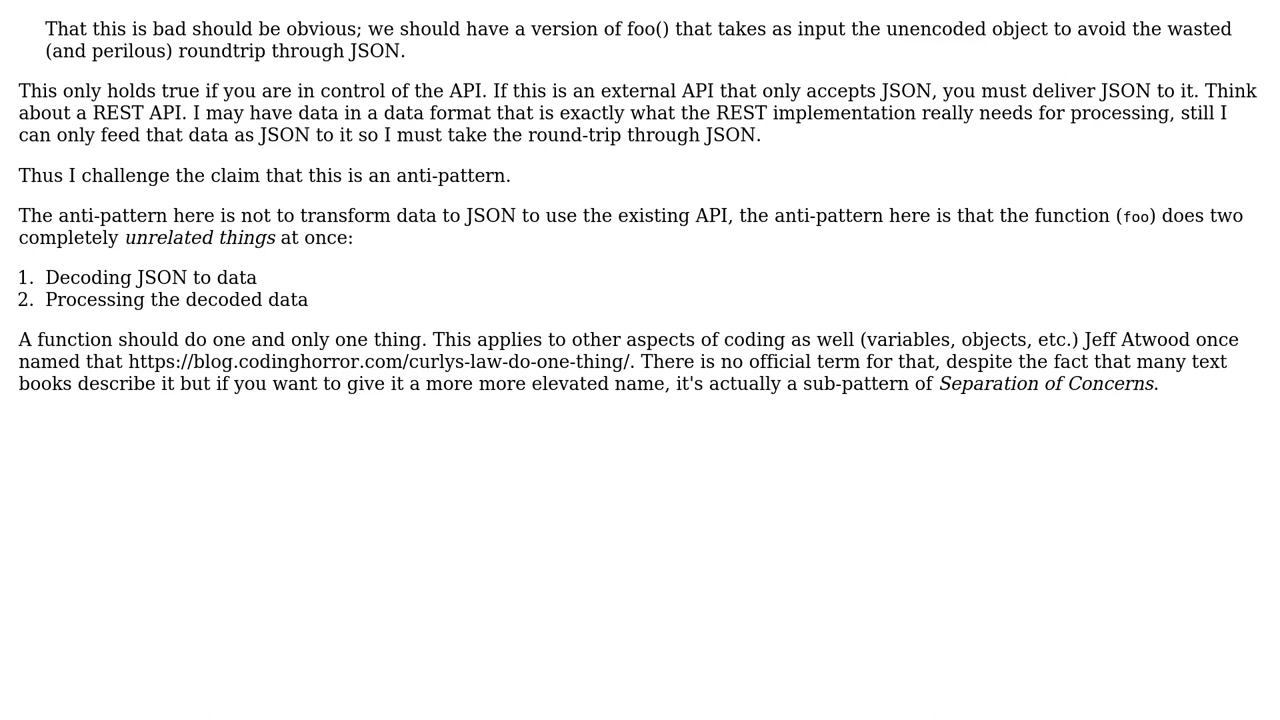 That this is bad should be obvious; we should have a version of foo() that takes as input the unencoded object to avoid the wasted
(and perilous) roundtrip through JSON.
This only holds true if you are in control of the API. If this is an external API that only accepts JSON, you must deliver JSON to it. Think
about a REST API. I may have data in a data format that is exactly what the REST implementation really needs for processing, still I
can only feed that data as JSON to it so I must take the round-trip through JSON.
Thus I challenge the claim that this is an anti-pattern.
The anti-pattern here is not to transform data to JSON to use the existing API, the anti-pattern here is that the function (foo) does two
completely unrelated things at once:
1. Decoding JSON to data
2. Processing the decoded data
A function should do one and only one thing. This applies to other aspects of coding as well (variables, objects, etc.) Jeff Atwood once
named that https://blog.codinghorror.com/curlys-law-do-one-thing/. There is no official term for that, despite the fact that many text
books describe it but if you want to give it a more more elevated name, it's actually a sub-pattern of Separation of Concerns.